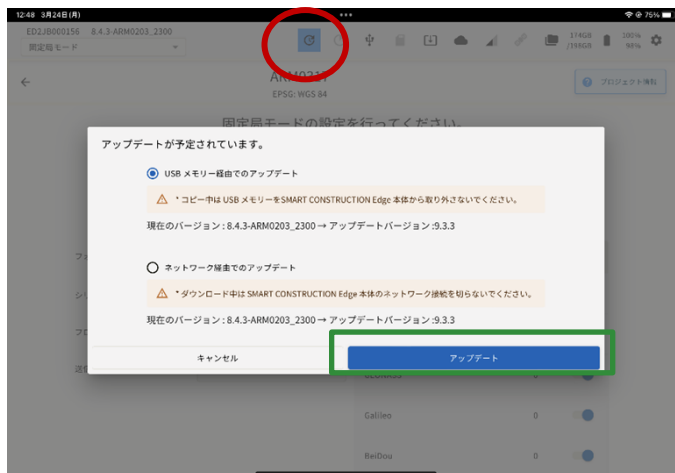 12:48 3月24日(月)
75%
ED2JB000156 8.4.3-ARM0203_2300
固定局モード
174GB
/198GB
100%
98%
ARM0317
EPSG: WGS 84
プロジェクト情報
固定局モードの設定を行ってください。
アップデートが予定されています。
USB メモリー経由でのアップデート
* コピー中は USB メモリーをSMART CONSTRUCTION Edge 本体から取り外さないでください。
現在のバージョン : 8.4.3-ARM0203_2300 → アップデートバージョン :9.3.3
ネットワーク経由でのアップデート
* ダウンロード中は SMART CONSTRUCTION Edge 本体のネットワーク接続を切らないでください。
現在のバージョン : 8.4.3-ARM0203_2300 → アップデートバージョン :9.3.3
キャンセル
アップデート
Galileo 0
BeiDou 0